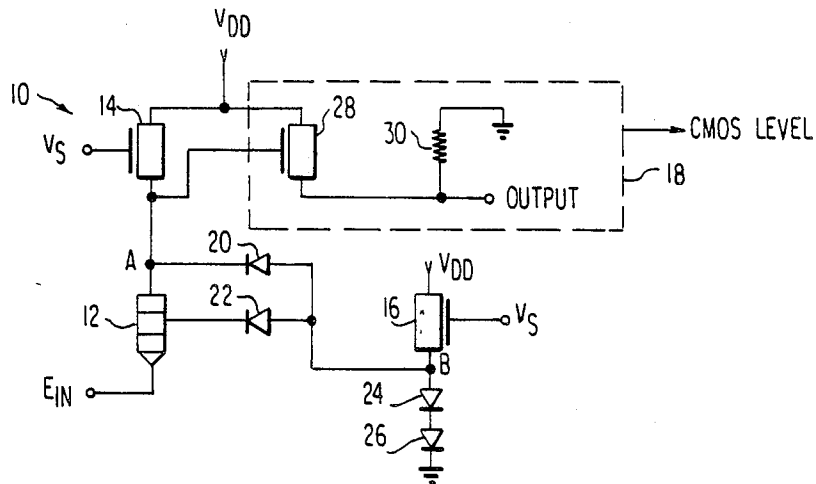 VDD
10
14
28
VS
30
CMOS LEVEL
18
OUTPUT
A
20
VDD
12
22
16
VS
B
EIN
24
26